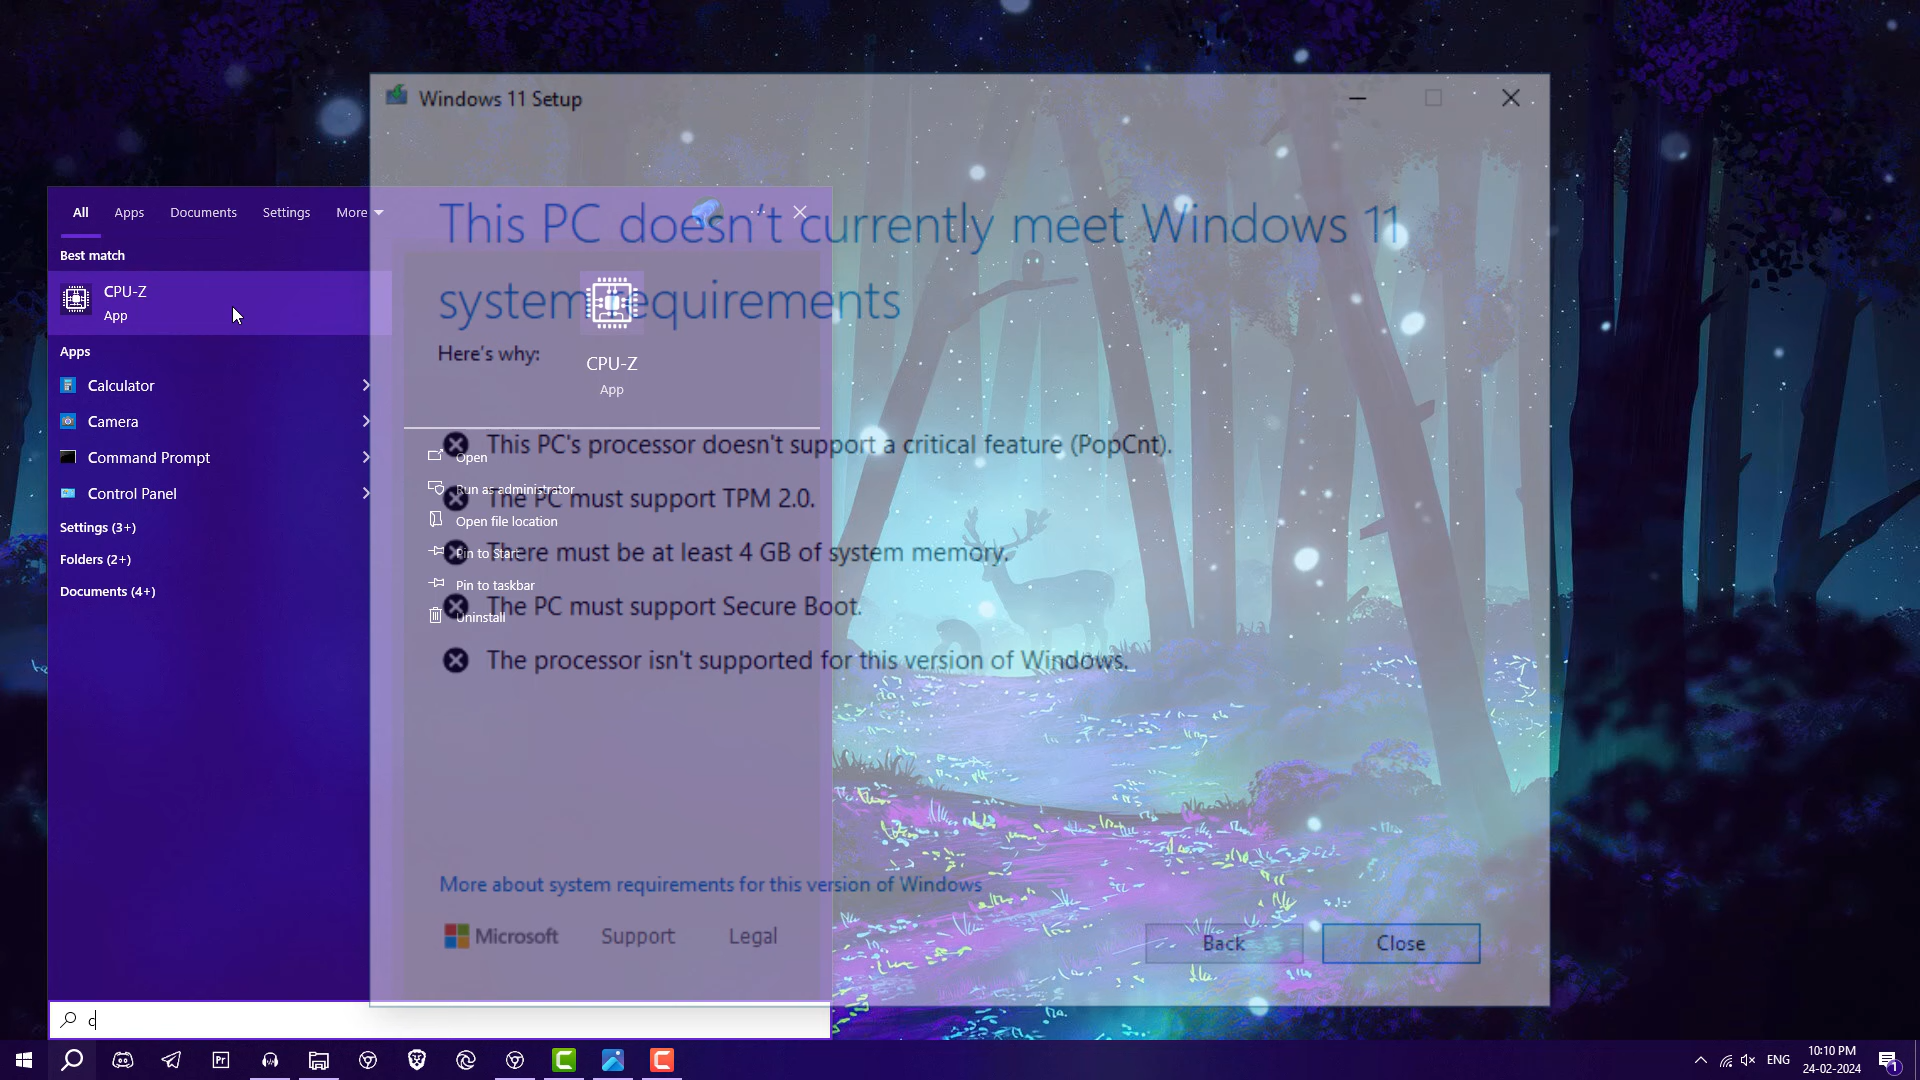 Windows 11 Setup
All Apps Documents Settings More
This PC doesn't currently meet Windows 11
system requirements
Here's why:
Best match
CPU-Z
App
Apps
Calculator
Camera
Command Prompt
Control Panel
Settings (3+)
Folders (2+)
Documents (4+)
CPU-Z
App
Open
Run as administrator
Open file location
Pin to Start
Pin to taskbar
Uninstall
This PC's processor doesn't support a critical feature (PopCnt).
The PC must support TPM 2.0.
There must be at least 4 GB of system memory.
The PC must support Secure Boot.
The processor isn't supported for this version of Windows.
More about system requirements for this version of Windows
Microsoft Support Legal
Back Close
c
Pr
ENG
10:10 PM
24-02-2024
1